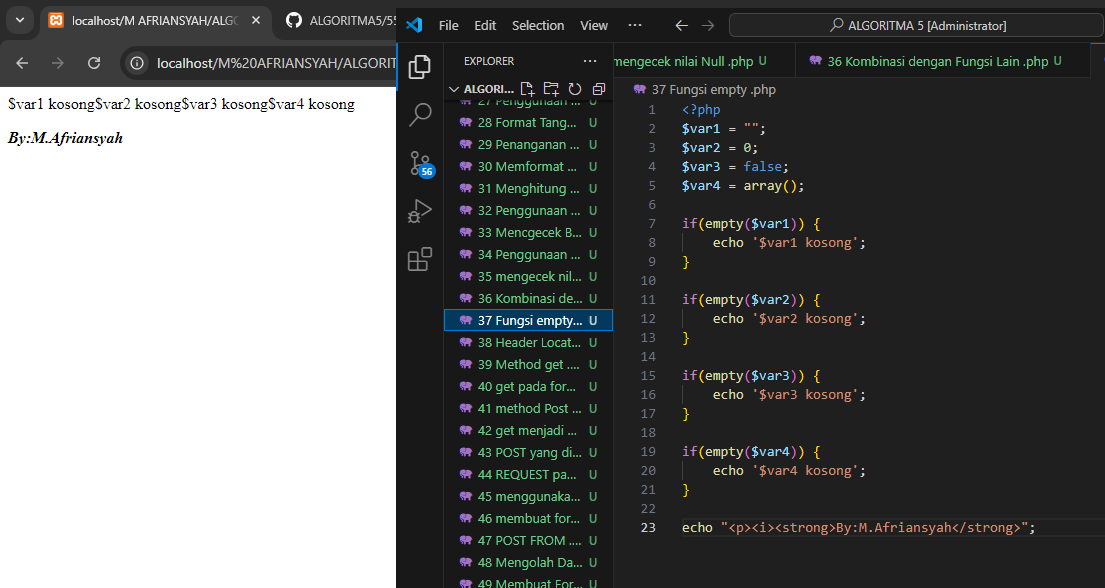 localhost/M AFRIANSYAH/ALGO
ALGORITMA5/55
localhost/M%20AFRIANSYAH/ALGORIT
$var1 kosong$var2 kosong$var3 kosong$var4 kosong
By:M.Afriansyah
File Edit Selection View ...
ALGORITMA 5 [Administrator]
EXPLORER ...
ALGORI...
27 Penggunaan ... U
28 Format Tang... U
29 Penanganan ... U
30 Memformat ... U
31 Menghitung ... U
32 Penggunaan ... U
33 Mencgecek B... U
34 Penggunaan ... U
35 mengecek nil... U
36 Kombinasi de... U
37 Fungsi empty... U
38 Header Locat... U
39 Method get .... U
40 get pada for... U
41 method Post ... U
42 get menjadi ... U
43 POST yang di... U
44 REQUEST pa... U
45 menggunaka... U
46 membuat for... U
47 POST FROM .... U
48 Mengolah Da... U
49 Membuat For... U
56
mengecek nilai Null .php U
36 Kombinasi dengan Fungsi Lain .php U
37 Fungsi empty .php
1 <?php
2 $var1 = "";
3 $var2 = 0;
4 $var3 = false;
5 $var4 = array();
6
7 if(empty($var1)) {
8 echo '$var1 kosong';
9 }
10
11 if(empty($var2)) {
12 echo '$var2 kosong';
13 }
14
15 if(empty($var3)) {
16 echo '$var3 kosong';
17 }
18
19 if(empty($var4)) {
20 echo '$var4 kosong';
21 }
22
23 echo "<p><i><strong>By:M.Afriansyah</strong>";